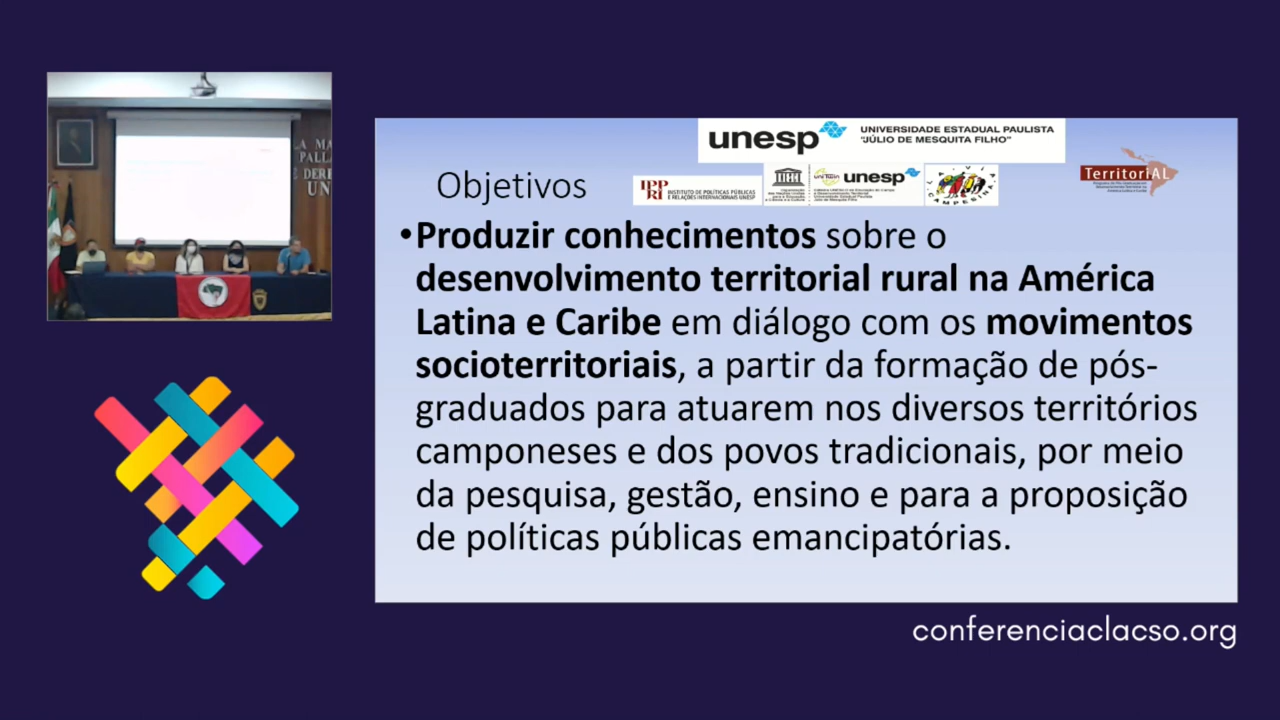 unesp
UNIVERSIDADE ESTADUAL PAULISTA
"JÚLIO DE MESQUITA FILHO"
Objetivos
INSTITUTO DE POLÍTICAS PÚBLICAS
E RELAÇÕES INTERNACIONAIS UNESP
unesp
CAMPESINA
TerritoriAL
•Produzir conhecimentos sobre o
desenvolvimento territorial rural na América
Latina e Caribe em diálogo com os movimentos
socioterritoriais, a partir da formação de pós-
graduados para atuarem nos diversos territórios
camponeses e dos povos tradicionais, por meio
da pesquisa, gestão, ensino e para a proposição
de políticas públicas emancipatórias.
conferenciaclacso.org